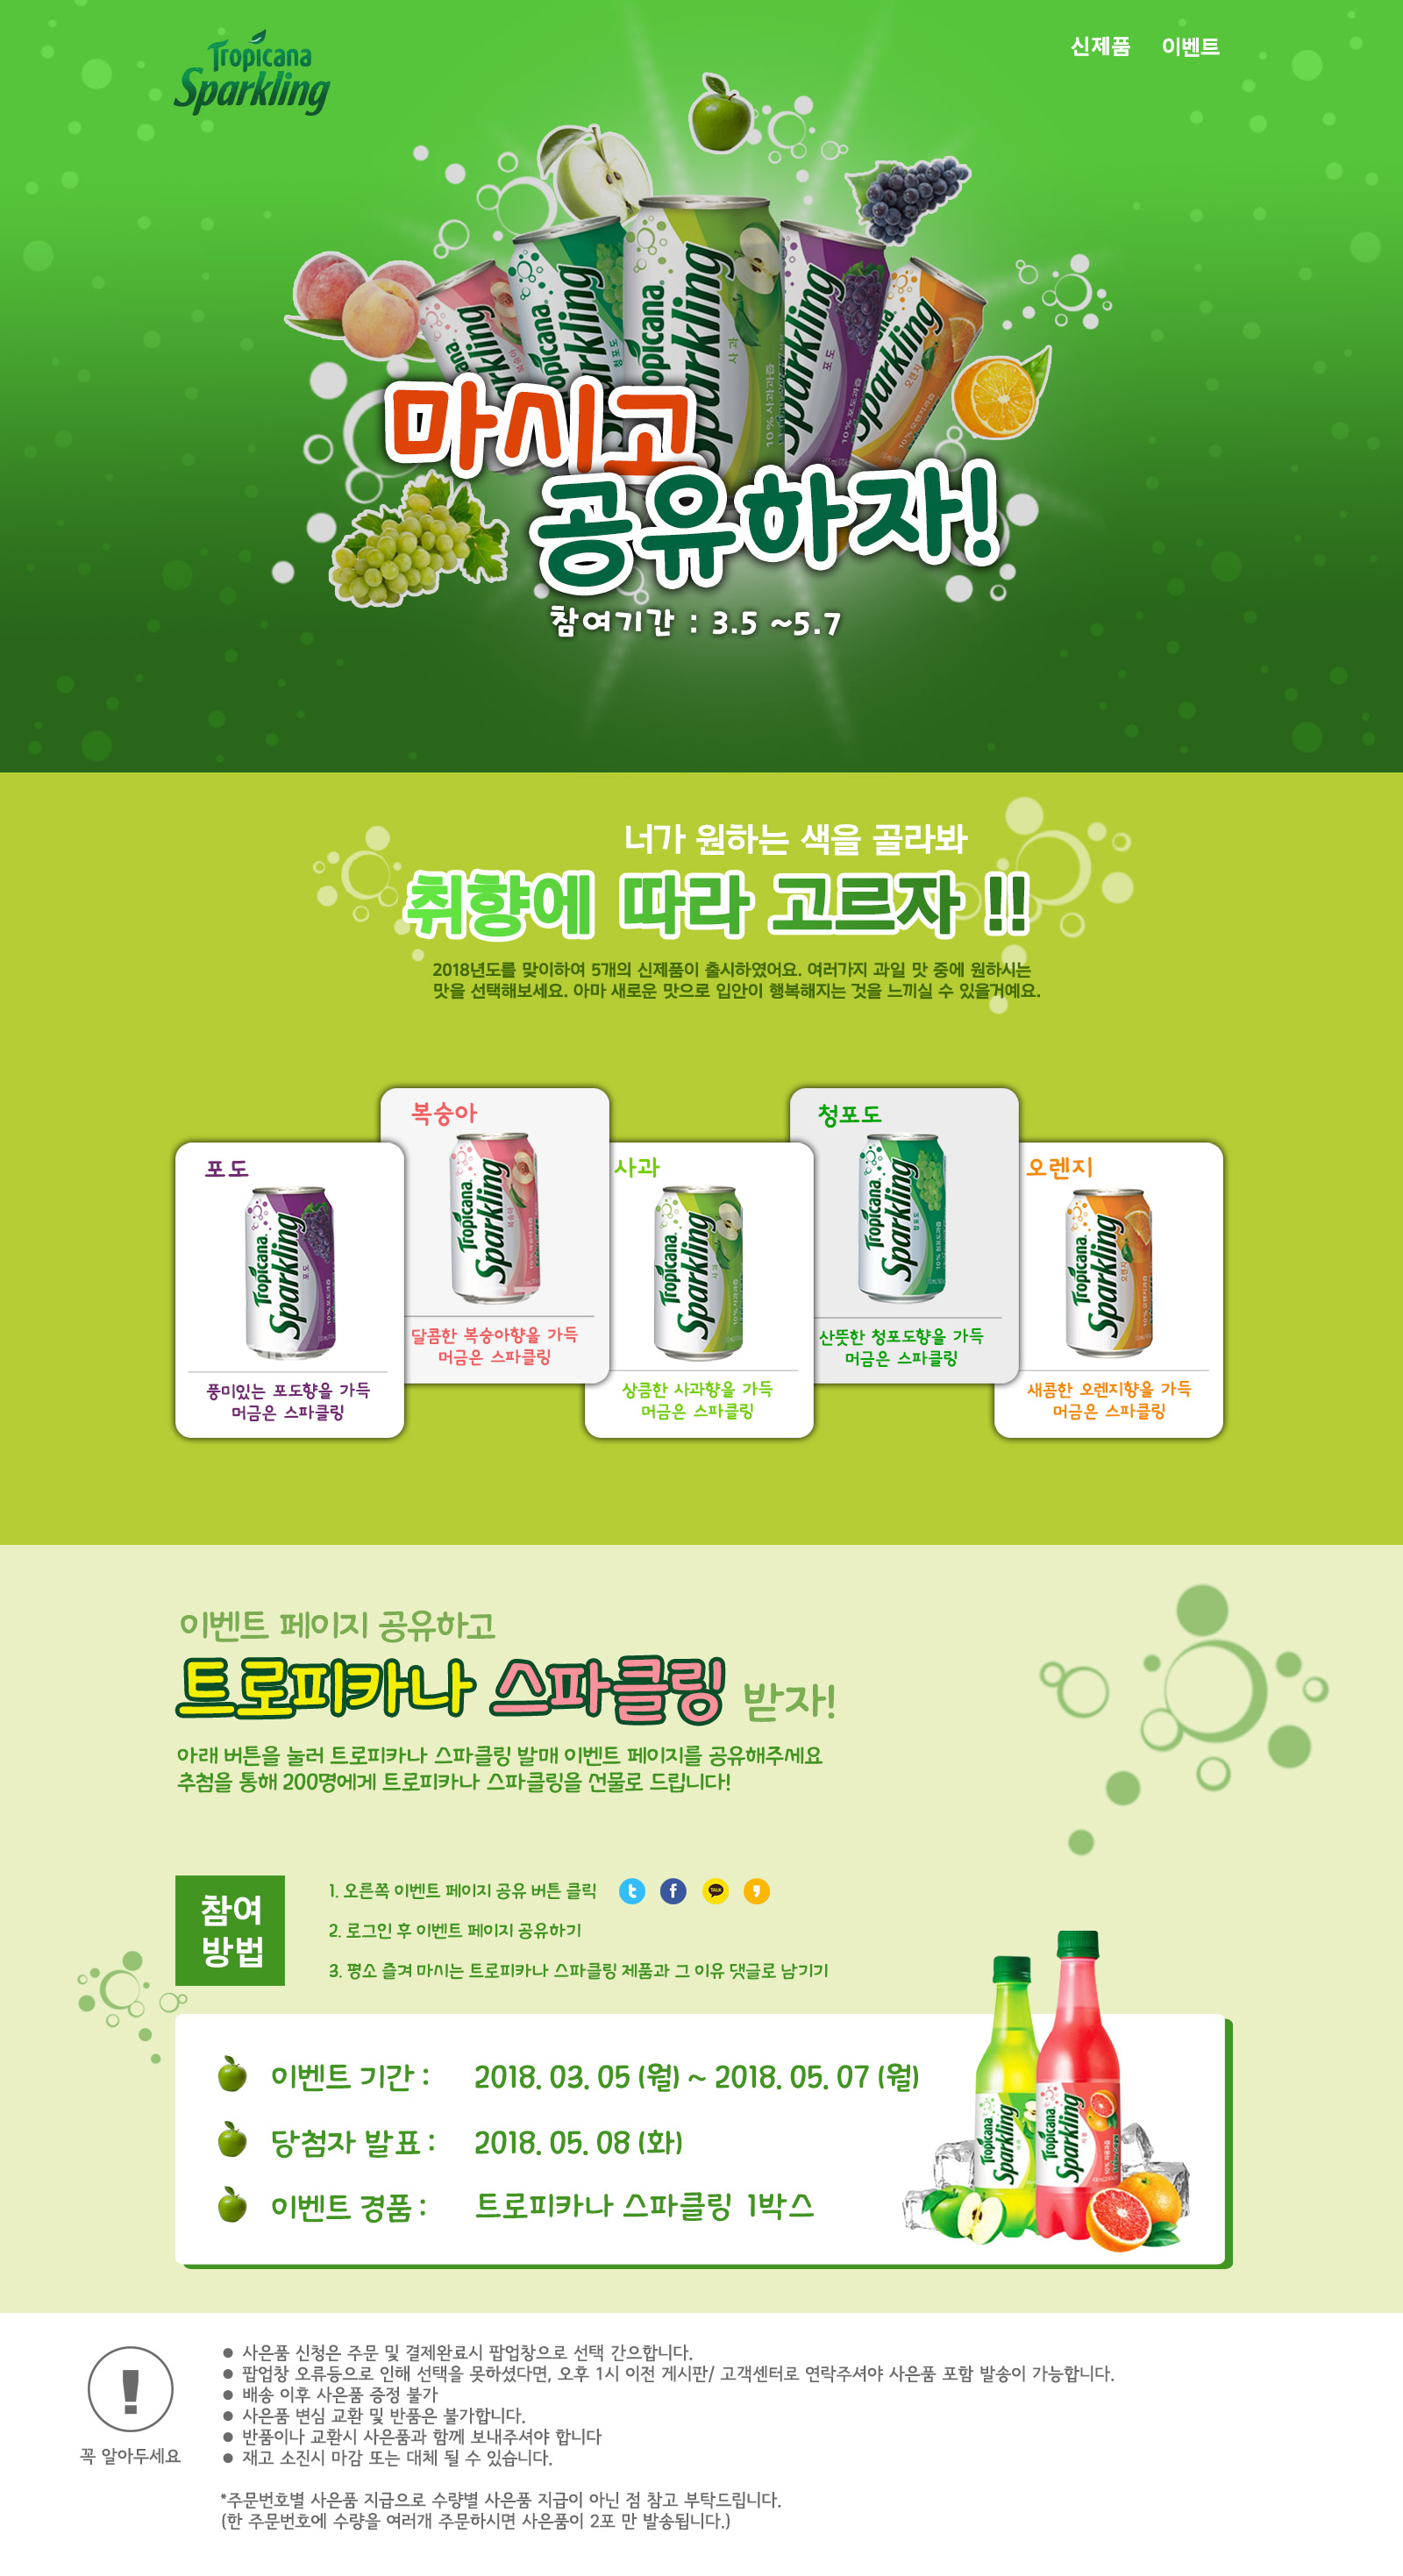 Tropicana
Sparkling
신제품 이벤트
마시고
공유하자!
참여기간 : 3.5 ~5.7
너가 원하는 색을 골라봐
취향에 따라 고르자 !!
2018년도를 맞이하여 5개의 신제품이 출시하였어요. 여러가지 과일 맛 중에 원하시는
맛을 선택해보세요. 아마 새로운 맛으로 입안이 행복해지는 것을 느끼실 수 있을거예요.
포도
Tropicana
Sparkling
포도
풍미있는 포도향을 가득
머금은 스파클링
복숭아
Tropicana
Sparkling
복숭아
달콤한 복숭아향을 가득
머금은 스파클링
사과
Tropicana
Sparkling
사과
상큼한 사과향을 가득
머금은 스파클링
청포도
Tropicana
Sparkling
청포도
산뜻한 청포도향을 가득
머금은 스파클링
오렌지
Tropicana
Sparkling
오렌지
새콤한 오렌지향을 가득
머금은 스파클링
이벤트 페이지 공유하고
트로피카나 스파클링 받자!
아래 버튼을 눌러 트로피카나 스파클링 발매 이벤트 페이지를 공유해주세요
추첨을 통해 200명에게 트로피카나 스파클링을 선물로 드립니다!
참여
방법
1. 오른쪽 이벤트 페이지 공유 버튼 클릭
2. 로그인 후 이벤트 페이지 공유하기
3. 평소 즐겨 마시는 트로피카나 스파클링 제품과 그 이유 댓글로 남기기
이벤트 기간 : 2018. 03. 05 (월) ~ 2018. 05. 07 (월)
당첨자 발표 : 2018. 05. 08 (화)
이벤트 경품 : 트로피카나 스파클링 1박스
Tropicana
Sparkling
Tropicana
Sparkling
!
꼭 알아두세요
● 사은품 신청은 주문 및 결제완료시 팝업창으로 선택 간으합니다.
● 팝업창 오류등으로 인해 선택을 못하셨다면, 오후 1시 이전 게시판/ 고객센터로 연락주셔야 사은품 포함 발송이 가능합니다.
● 배송 이후 사은품 증정 불가
● 사은품 변심 교환 및 반품은 불가합니다.
● 반품이나 교환시 사은품과 함께 보내주셔야 합니다
● 재고 소진시 마감 또는 대체 될 수 있습니다.
*주문번호별 사은품 지급으로 수량별 사은품 지급이 아닌 점 참고 부탁드립니다.
(한 주문번호에 수량을 여러개 주문하시면 사은품이 2포 만 발송됩니다.)